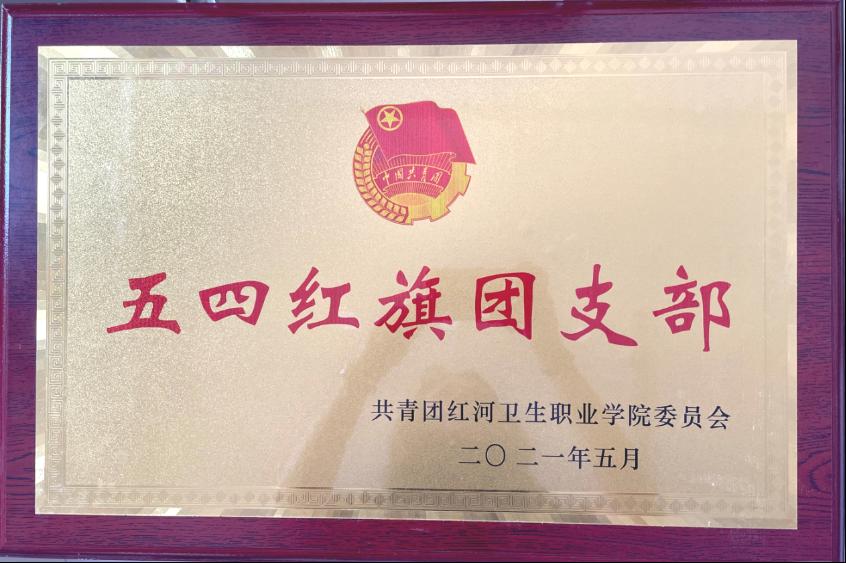 中国共青团
五四红旗团支部
共青团红河卫生职业学院委员会
二〇二一年五月